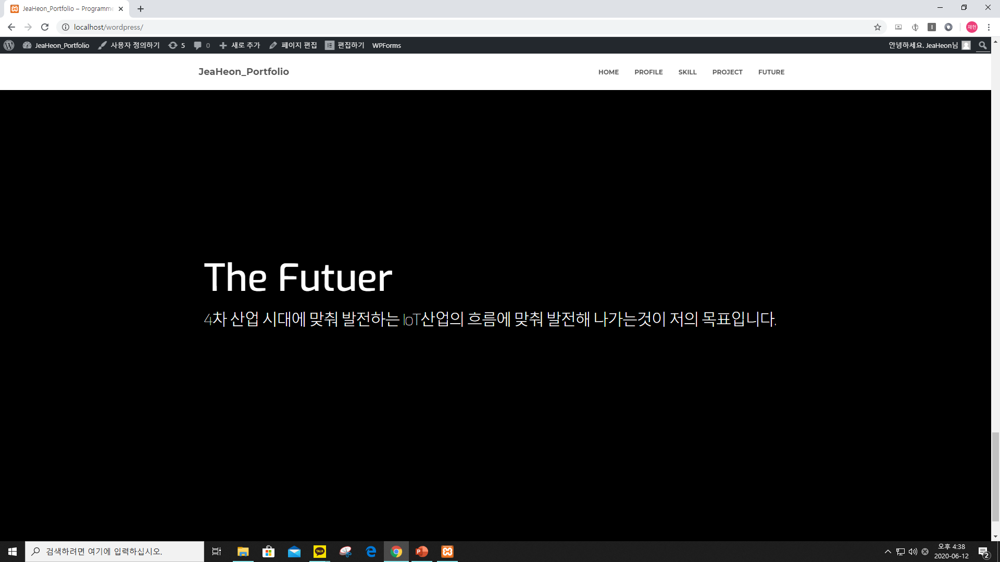 JeaHeon_Portfolio – Programme
localhost/wordpress/
재헌
JeaHeon_Portfolio 사용자 정의하기 5 0 새로 추가 페이지 편집 편집하기 WPForms 안녕하세요. JeaHeon님
JeaHeon_Portfolio HOME PROFILE SKILL PROJECT FUTURE
The Futuer
4차 산업 시대에 맞춰 발전하는 IoT산업의 흐름에 맞춰 발전해 나가는것이 저의 목표입니다.
검색하려면 여기에 입력하십시오.
TALK
오후 4:38
2020-06-12
2